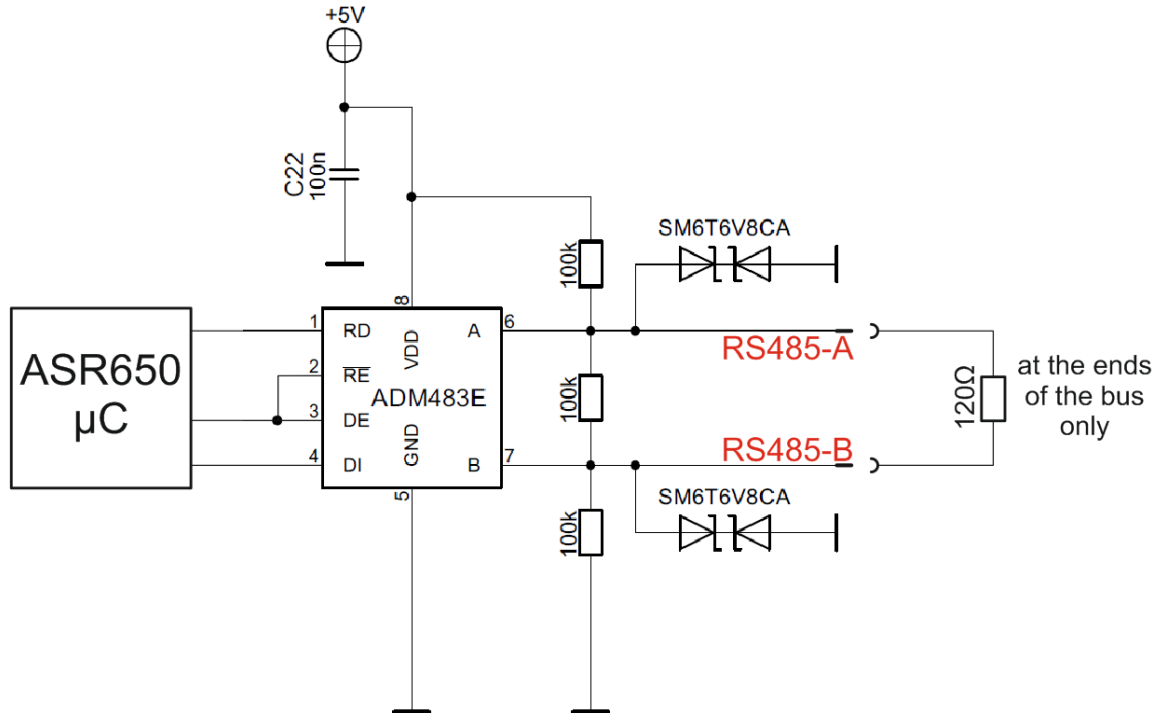 +5V
C22
100n
SM6T6V8CA
100k
8
ASR650
µC
1
RD
VDD
A
6
RS485-A
2
RE
ADM483E
100k
120Ω
at the ends
of the bus
only
3
DE
GND
4
DI
B
7
RS485-B
5
SM6T6V8CA
100k